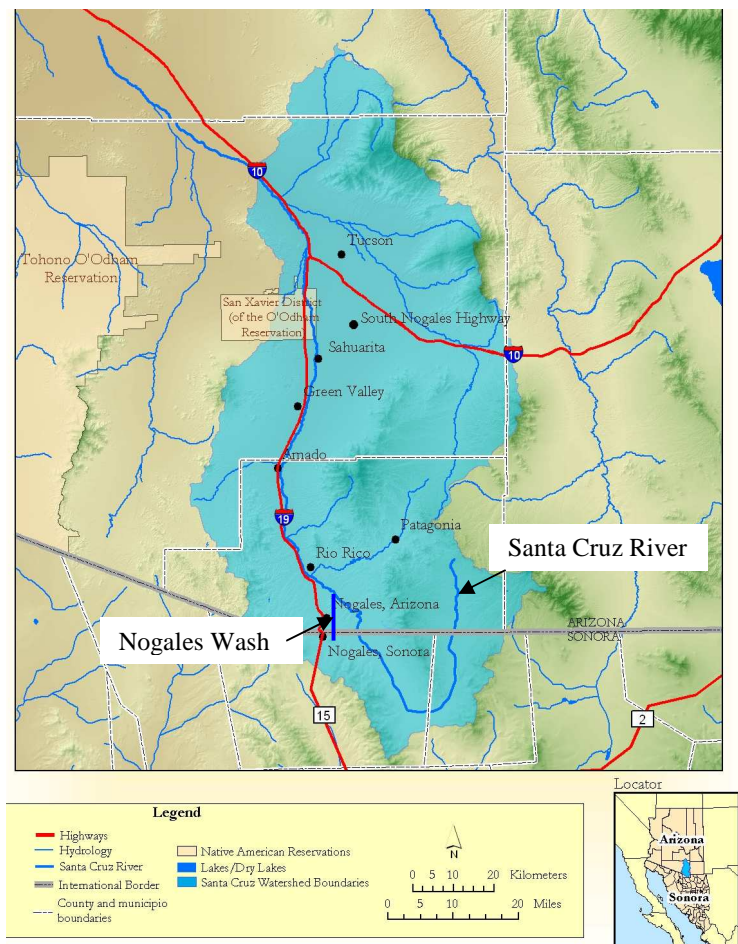 10
Tucson
Tohono O'Odham
Reservation
San Xavier District
(of the O'Odham
Reservation)
South Nogales Highway
10
Sahuarita
Green Valley
Amado
19
Patagonia
Santa Cruz River
Rio Rico
Nogales, Arizona
ARIZONA
SONORA
Nogales Wash
Nogales, Sonora
15
2
Legend
Highways
Hydrology
Santa Cruz River
International Border
County and municipio
boundaries
Native American Reservations
Lakes/Dry Lakes
Santa Cruz Watershed Boundaries
N
0 5 10 20 Kilometers
0 5 10 20 Miles
Locator
Arizona
Sonora